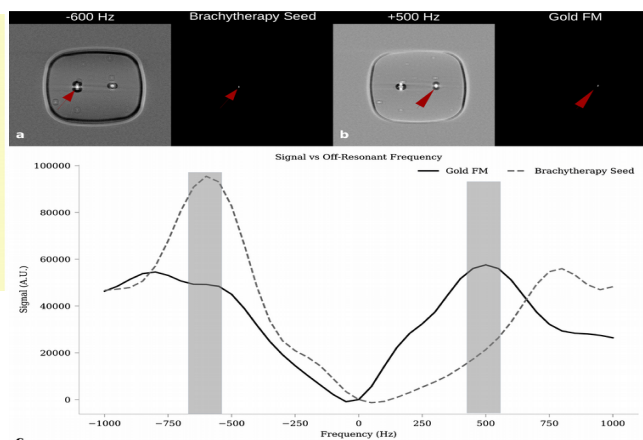 -600 Hz Brachytherapy Seed +500 Hz Gold FM
a b
Signal vs Off-Resonant Frequency
Gold FM Brachytherapy Seed
100000
80000
60000
40000
20000
0
Signal (A.U.)
−1000 −750 −500 −250 0 250 500 750 1000
Frequency (Hz)